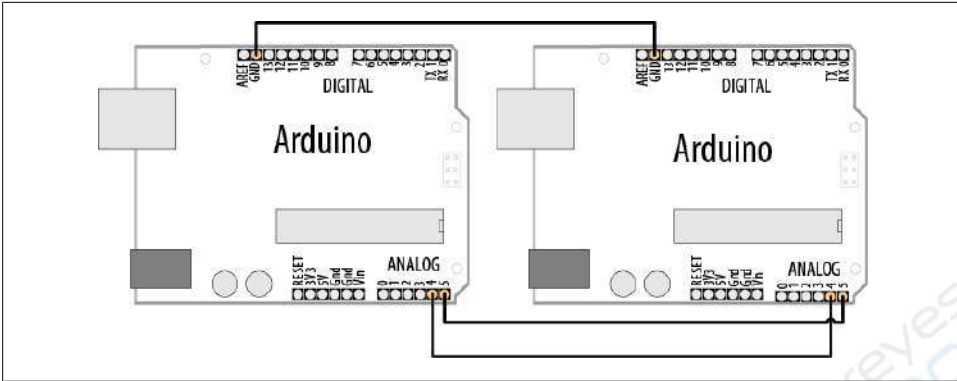 AREF GND 13 12 11 10 9 8 7 6 5 4 3 2 TX 1 RX 0
DIGITAL
Arduino
RESET 3V3 5V Gnd Gnd Vin
ANALOG
0 1 2 3 4 5
AREF GND 13 12 11 10 9 8 7 6 5 4 3 2 TX 1 RX 0
DIGITAL
Arduino
RESET 3V3 5V Gnd Gnd Vin
ANALOG
0 1 2 3 4 5
reyes